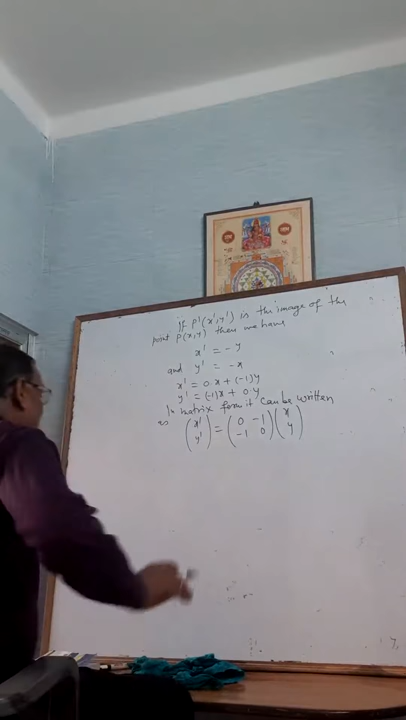 If P'(x', y') is the image of the
point P(x, y) then we have
x' = -y
and y' = -x
x' = 0.x + (-1)y
y' = (-1)x + 0.y
In matrix form it can be written
as (x' y') = (0 -1 -1 0)(x y)